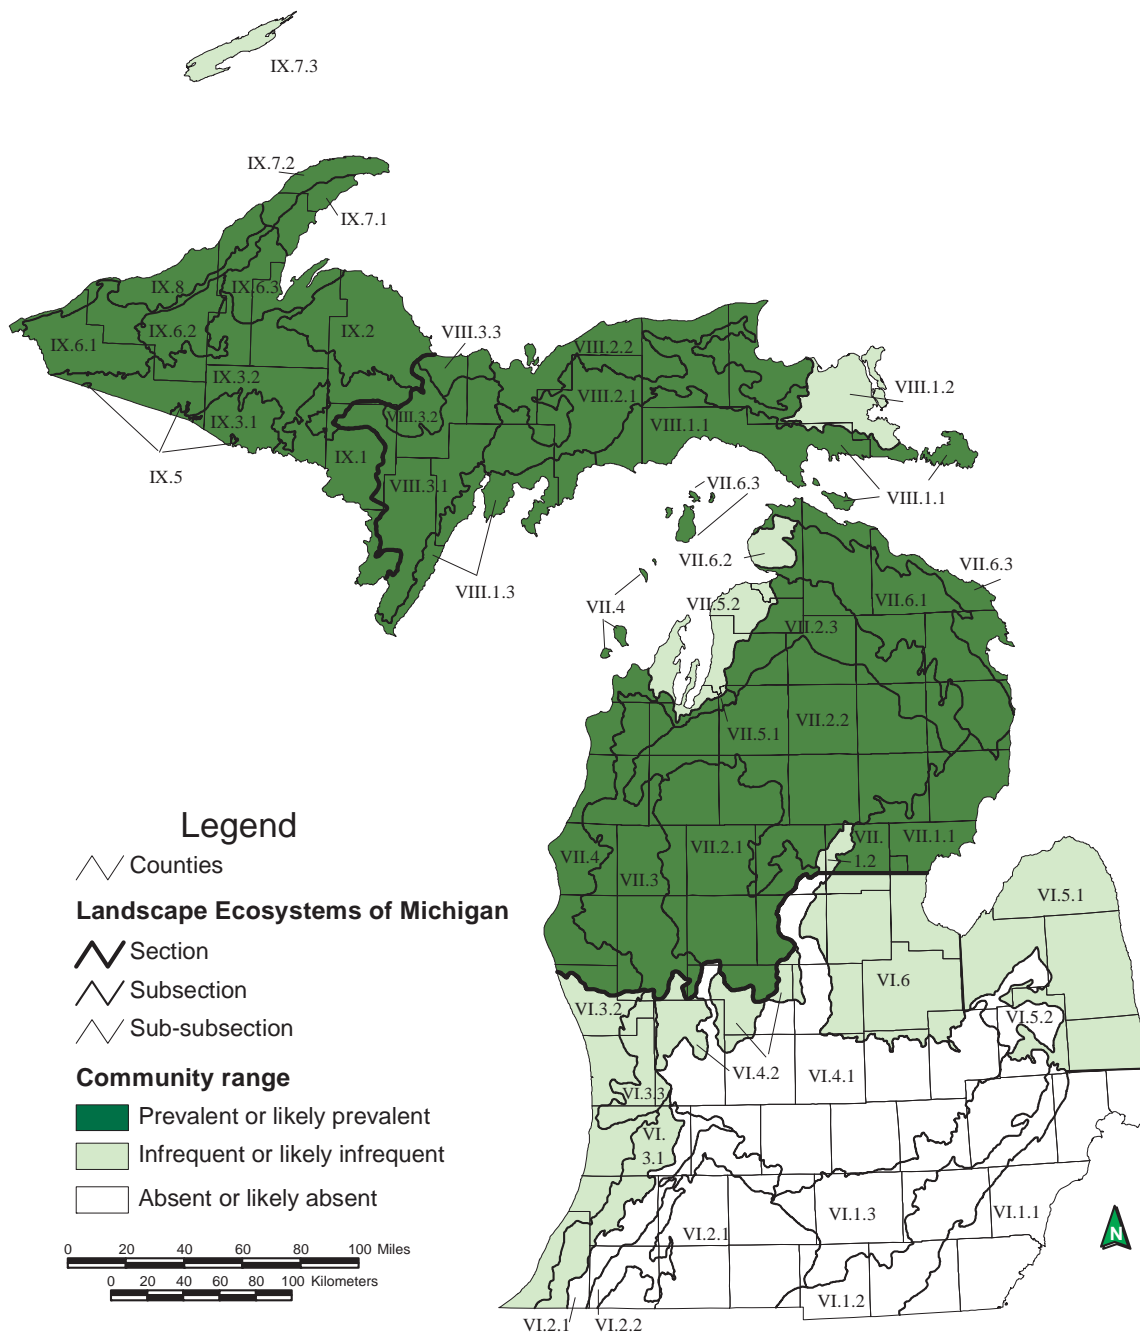 IX.7.3
IX.7.2
IX.7.1
IX.8
IX.6.3
IX.6.2
IX.2
IX.6.1
VIII.3.3
VIII.2.2
IX.3.2
VIII.2.1
VIII.1.2
IX.3.1
VIII.3.2
VIII.1.1
IX.1
IX.5
VIII.3.1
VII.6.3
VIII.1.1
VII.6.2
VII.6.3
VIII.1.3
VII.4
VII.5.2
VII.6.1
VII.2.3
VII.2.2
VII.5.1
Legend
Counties
Landscape Ecosystems of Michigan
Section
Subsection
Sub-subsection
Community range
Prevalent or likely prevalent
Infrequent or likely infrequent
Absent or likely absent
0 20 40 60 80 100 Miles
0 20 40 60 80 100 Kilometers
VII.4
VII.3
VII.2.1
VII.
1.2
VII.1.1
VI.5.1
VI.6
VI.3.2
VI.5.2
VI.4.2
VI.4.1
VI.3.3
VI.
3.1
VI.2.1
VI.1.3
VI.1.1
N
VI.1.2
VI.2.1
VI.2.2